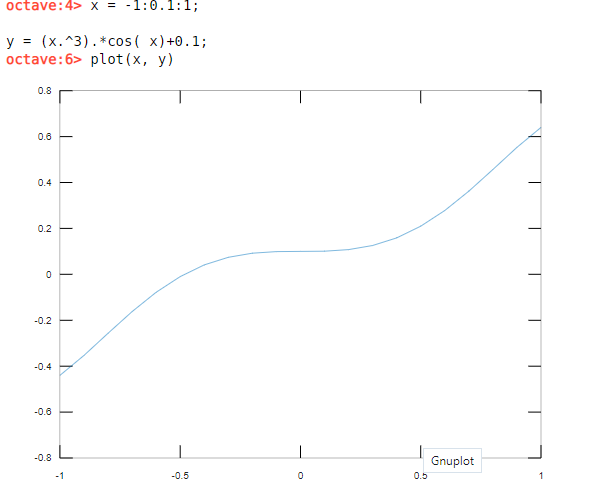 octave:4> x = -1:0.1:1;
y = (x.^3).*cos( x)+0.1;
octave:6> plot(x, y)
0.8
0.6
0.4
0.2
0
-0.2
-0.4
-0.6
-0.8
-1 -0.5 0 0.5 1
Gnuplot